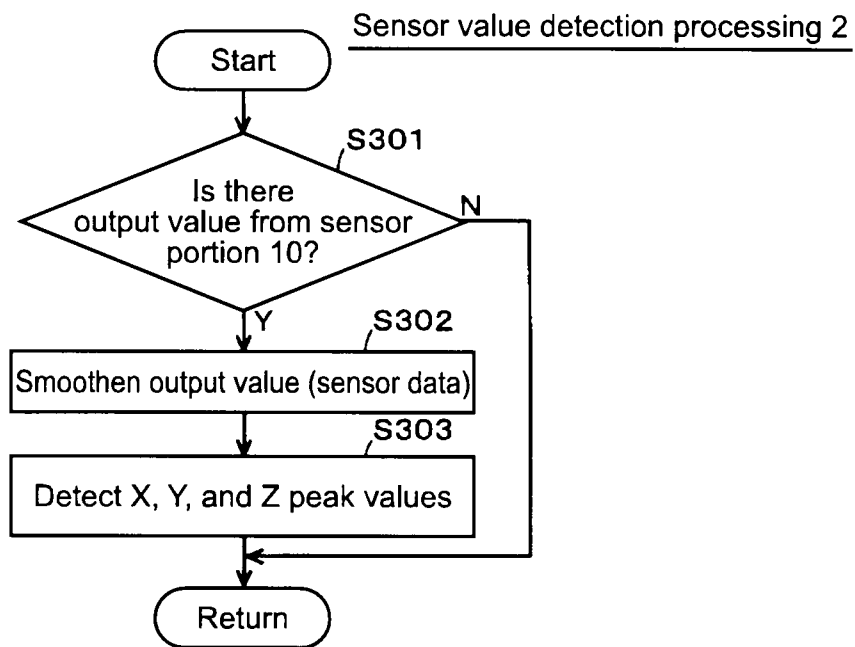 Sensor value detection processing 2
Start
S301
Is there
output value from sensor
portion 10?
N
Y
S302
Smoothen output value (sensor data)
S303
Detect X, Y, and Z peak values
Return